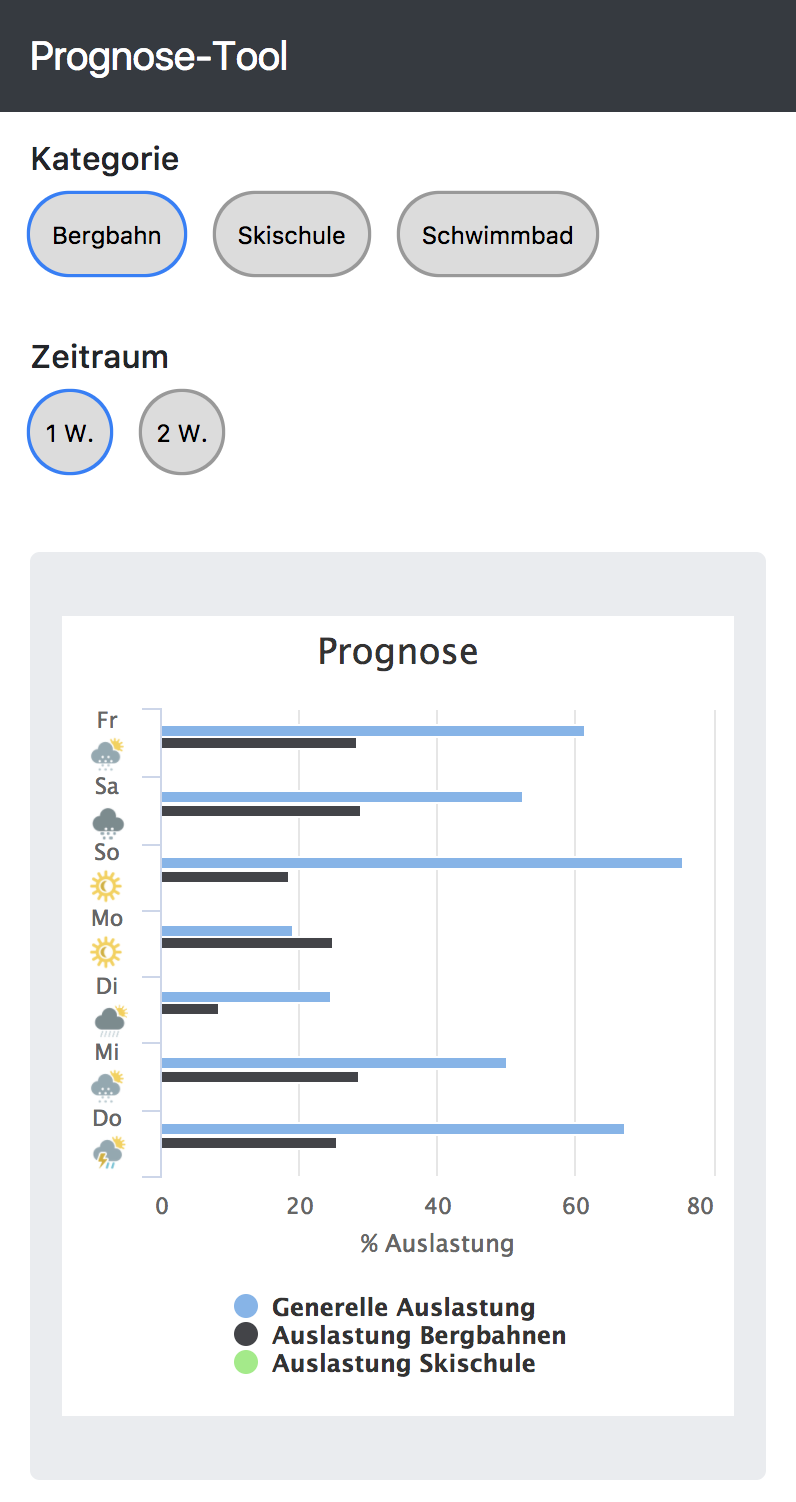 Prognose-Tool
Kategorie
Bergbahn Skischule Schwimmbad
Zeitraum
1 W. 2 W.
Prognose
Fr
Sa
So
Mo
Di
Mi
Do
0 20 40 60 80
% Auslastung
Generelle Auslastung
Auslastung Bergbahnen
Auslastung Skischule